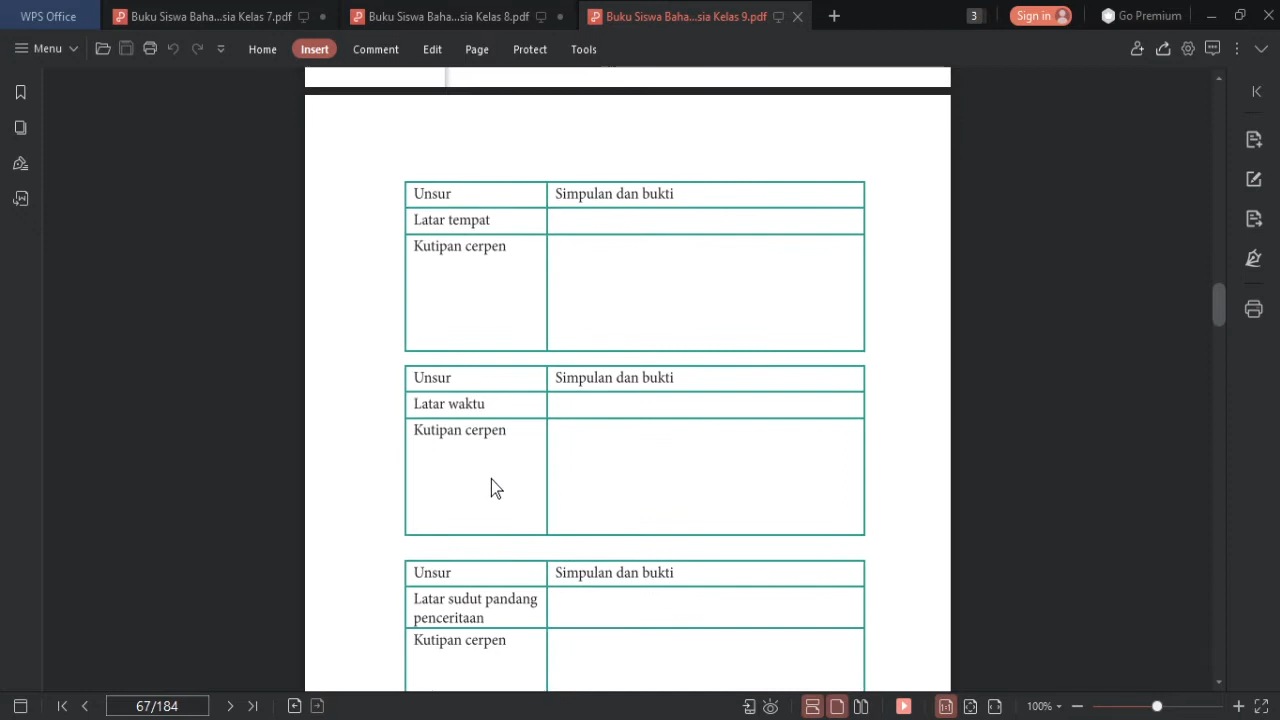 WPS Office
Buku Siswa Baha...sia Kelas 7.pdf
Buku Siswa Baha...sia Kelas 8.pdf
Buku Siswa Baha...sia Kelas 9.pdf
3
Sign in
Go Premium
Menu
Home
Insert
Comment
Edit
Page
Protect
Tools
Unsur
Simpulan dan bukti
Latar tempat
Kutipan cerpen
Unsur
Simpulan dan bukti
Latar waktu
Kutipan cerpen
Unsur
Simpulan dan bukti
Latar sudut pandang
penceritaan
Kutipan cerpen
67/184
100%